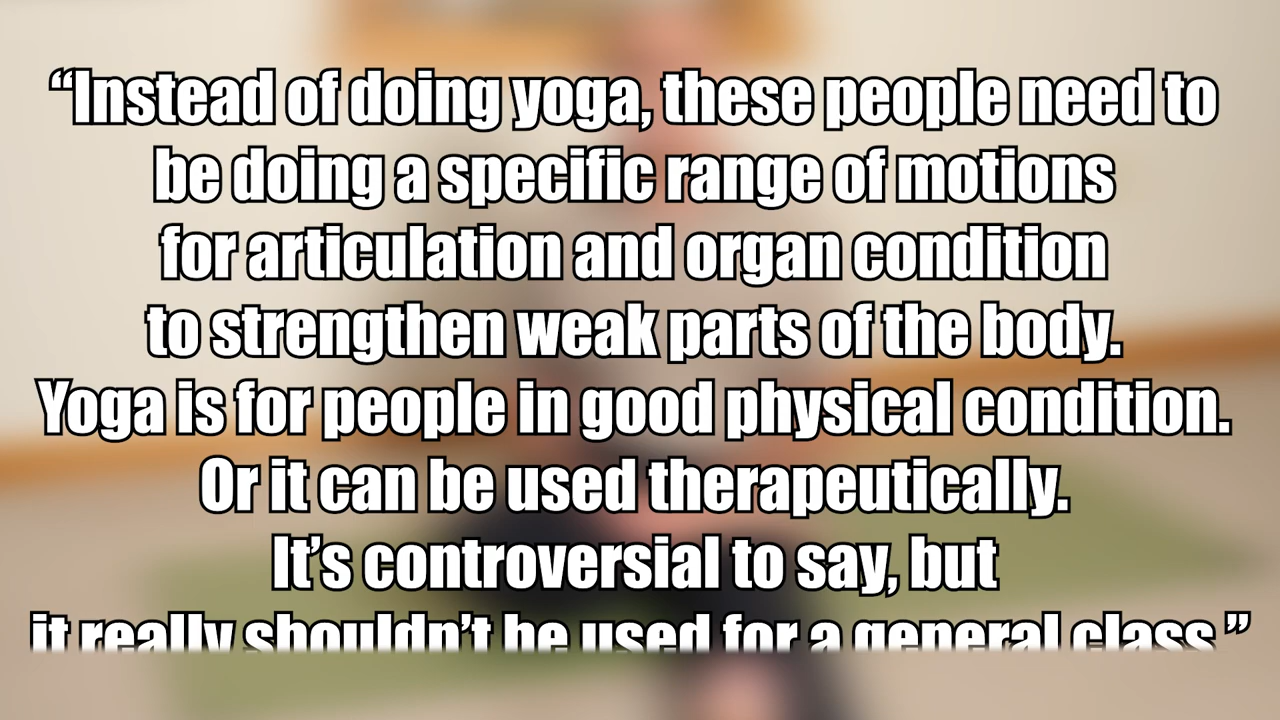 “Instead of doing yoga, these people need to
be doing a specific range of motions
for articulation and organ condition
to strengthen weak parts of the body.
Yoga is for people in good physical condition.
Or it can be used therapeutically.
It’s controversial to say, but
it really shouldn’t be used for a general class.”